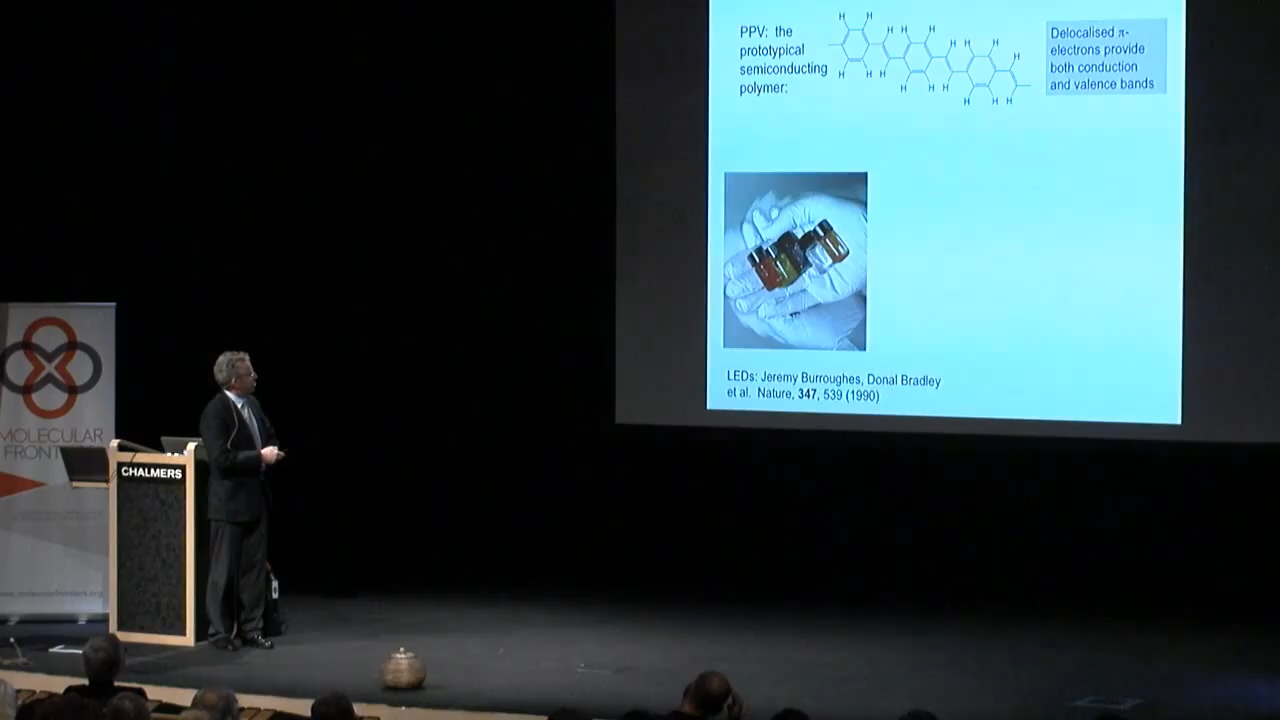 PPV: the
prototypical
semiconducting
polymer:
H H
H H H
H H
H H H
H H H
H H
H
H H H
Delocalised π-
electrons provide
both conduction
and valence bands
LEDs: Jeremy Burroughes, Donal Bradley
et al. Nature, 347, 539 (1990)
MOLECULAR
FRONT
CHALMERS